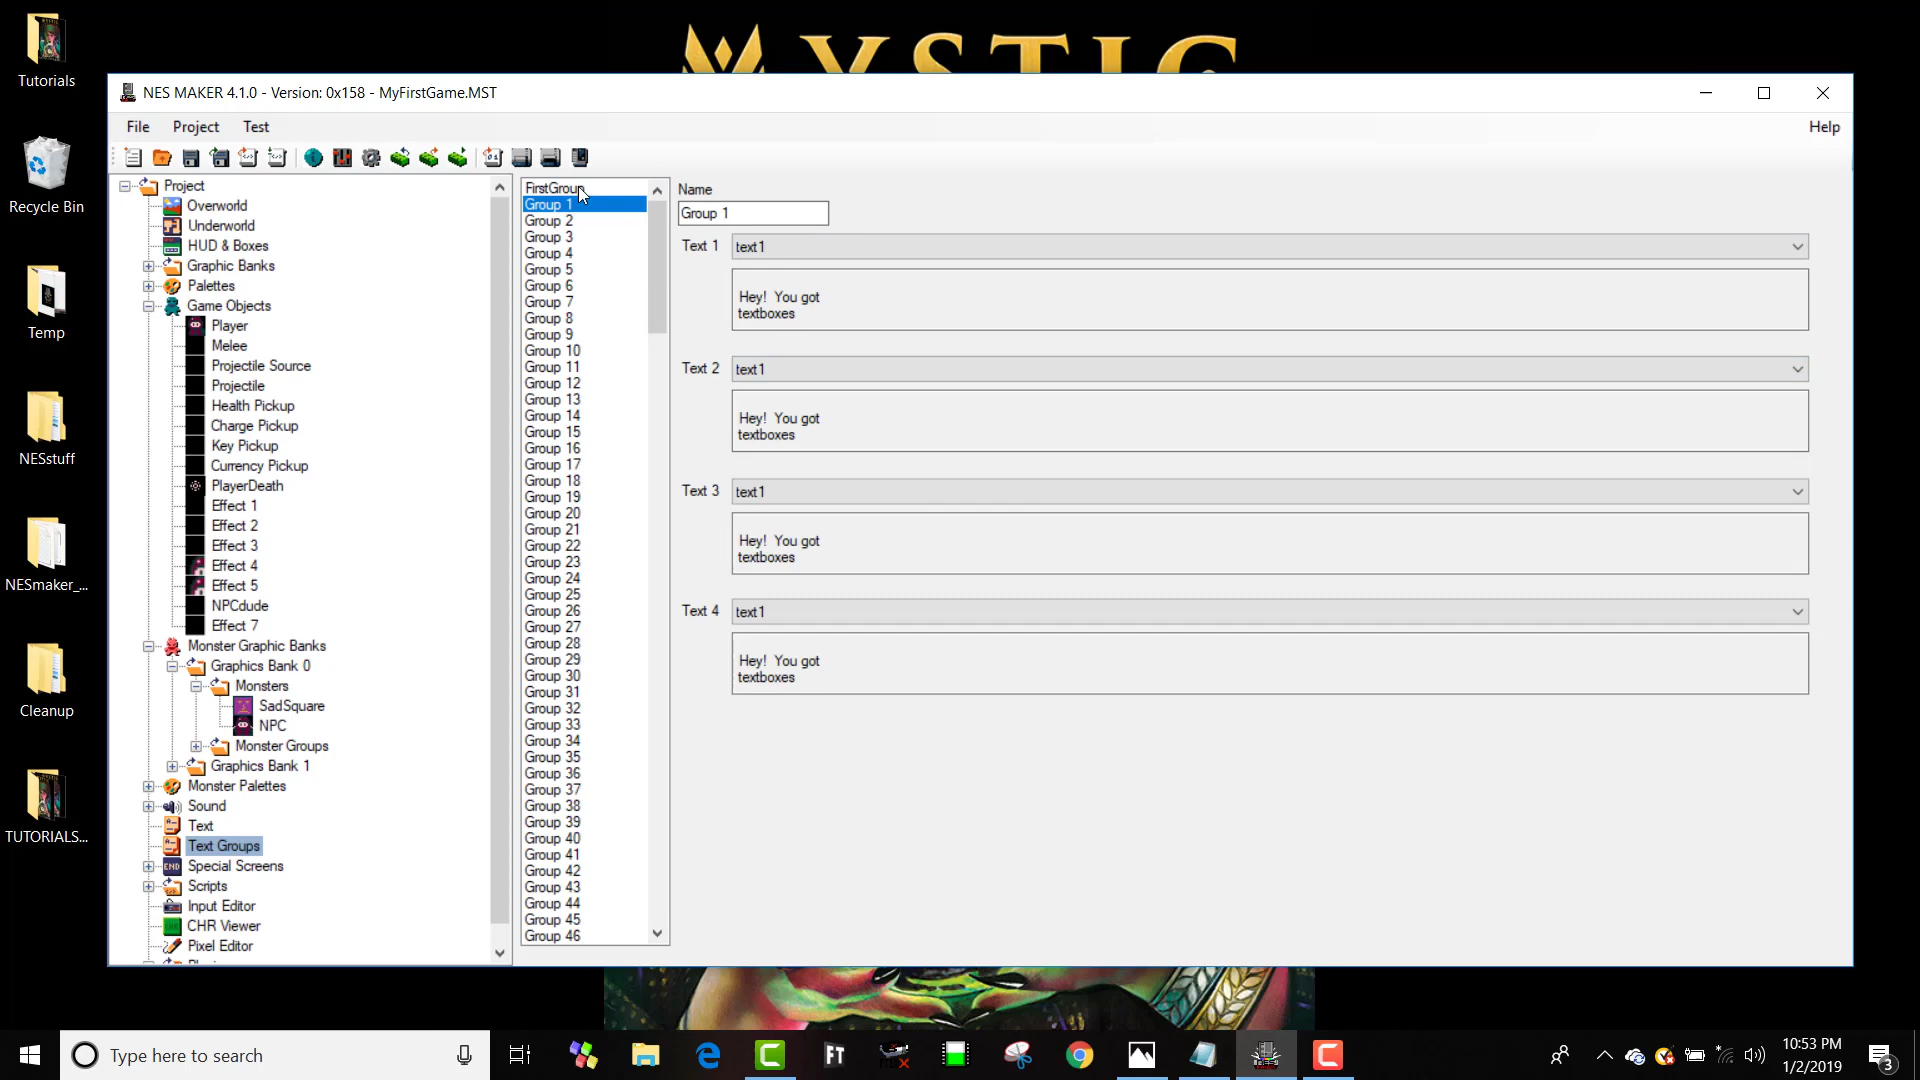 MYSTIC
Tutorials
Recycle Bin
Temp
NESstuff
NESmaker_...
Cleanup
TUTORIALS...
NES MAKER 4.1.0 - Version: 0x158 - MyFirstGame.MST
File Project Test Help
Project
Overworld
Underworld
HUD & Boxes
Graphic Banks
Palettes
Game Objects
Player
Melee
Projectile Source
Projectile
Health Pickup
Charge Pickup
Key Pickup
Currency Pickup
PlayerDeath
Effect 1
Effect 2
Effect 3
Effect 4
Effect 5
NPCdude
Effect 7
Monster Graphic Banks
Graphics Bank 0
Monsters
SadSquare
NPC
Monster Groups
Graphics Bank 1
Monster Palettes
Sound
Text
Text Groups
Special Screens
Scripts
Input Editor
CHR Viewer
Pixel Editor
FirstGroup
Group 1
Group 2
Group 3
Group 4
Group 5
Group 6
Group 7
Group 8
Group 9
Group 10
Group 11
Group 12
Group 13
Group 14
Group 15
Group 16
Group 17
Group 18
Group 19
Group 20
Group 21
Group 22
Group 23
Group 24
Group 25
Group 26
Group 27
Group 28
Group 29
Group 30
Group 31
Group 32
Group 33
Group 34
Group 35
Group 36
Group 37
Group 38
Group 39
Group 40
Group 41
Group 42
Group 43
Group 44
Group 45
Group 46
Name
Group 1
Text 1 text1
Hey! You got
textboxes
Text 2 text1
Hey! You got
textboxes
Text 3 text1
Hey! You got
textboxes
Text 4 text1
Hey! You got
textboxes
Type here to search
FT
10:53 PM
1/2/2019
3